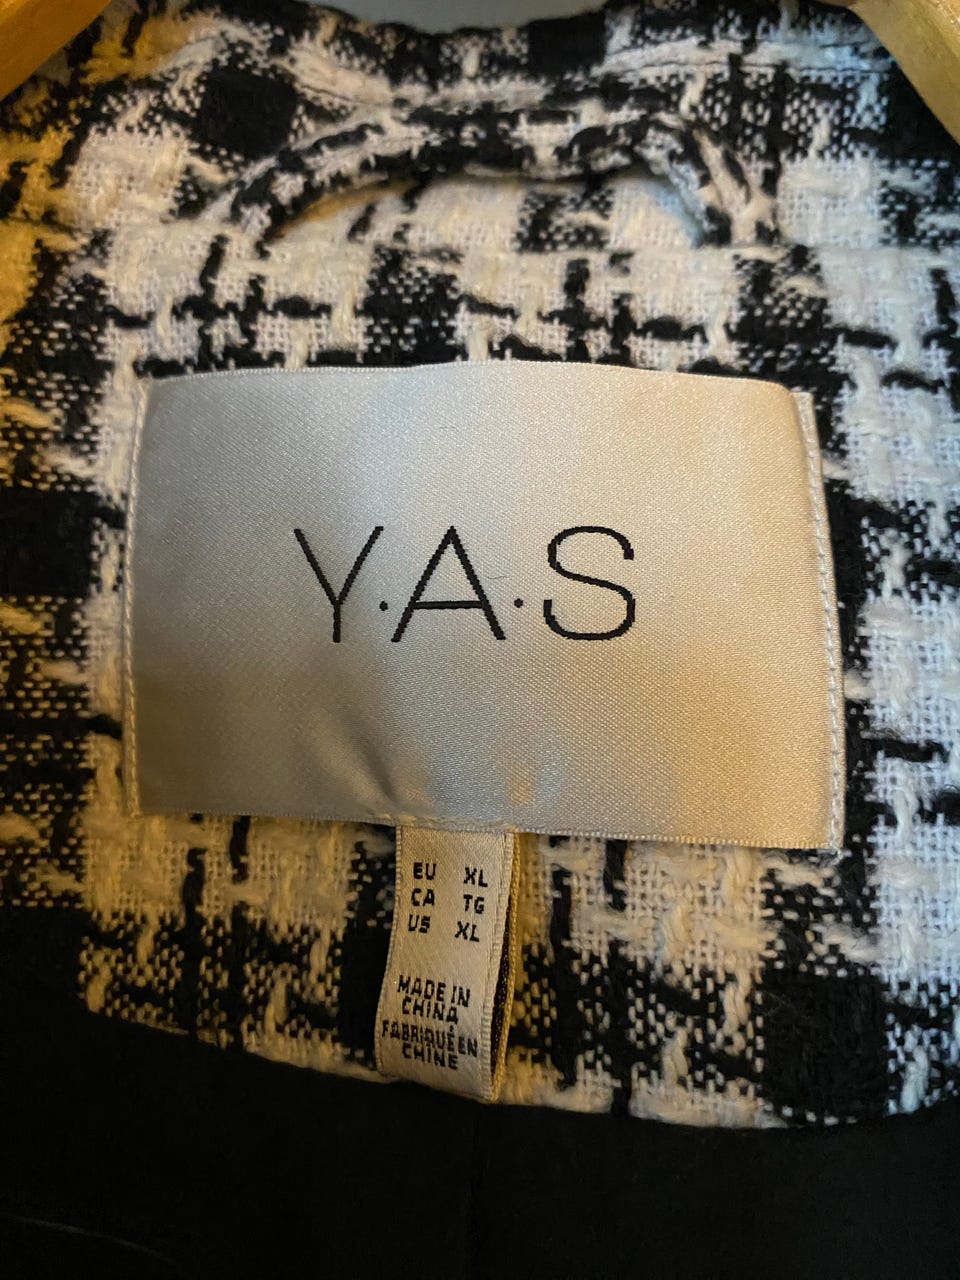 Y.A.S
EU XL
CA TG
US XL
MADE IN
CHINA
FABRIQUÉ EN
CHINE